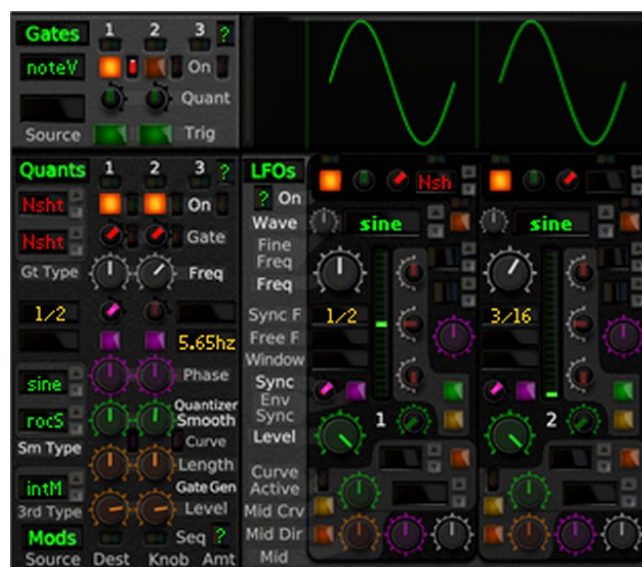 Gates 1 2 3 ?
noteV On
Quant
Source Trig
Quants 1 2 3 ?
Nsht On
Nsht Gate
Gt Type Freq
1/2
5.65hz
Phase
sine Quantizer
rocS Smooth
Sm Type Curve
Length
intM Gate Gen
3rd Type Level
Mods Seq ?
Source Dest Knob Amt
LFOs
? On
Nsh
Wave sine sine
Fine
Freq
Freq
Sync F 1/2 3/16
Free F
Window
Sync
Env
Sync
Level 1 2
Curve
Active
Mid Crv
Mid Dir
Mid